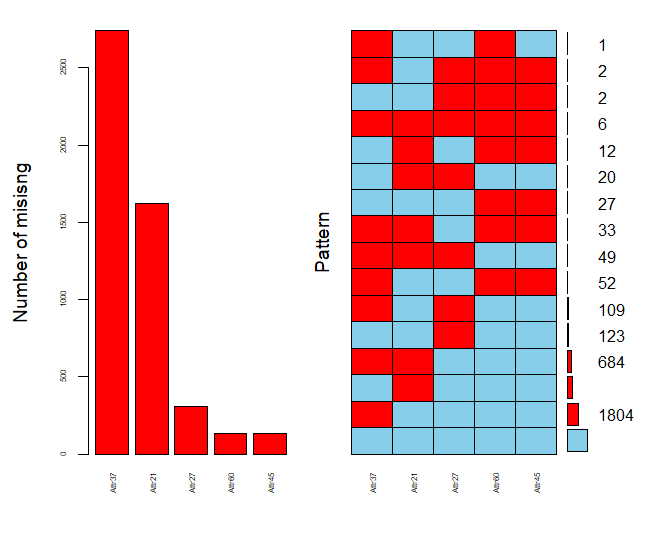 Number of misisng
0
500
1000
1500
2000
2500
Attr37
Attr21
Attr27
Attr60
Attr45
Pattern
Attr37
Attr21
Attr27
Attr60
Attr45
1
2
2
6
12
20
27
33
49
52
109
123
684
1804